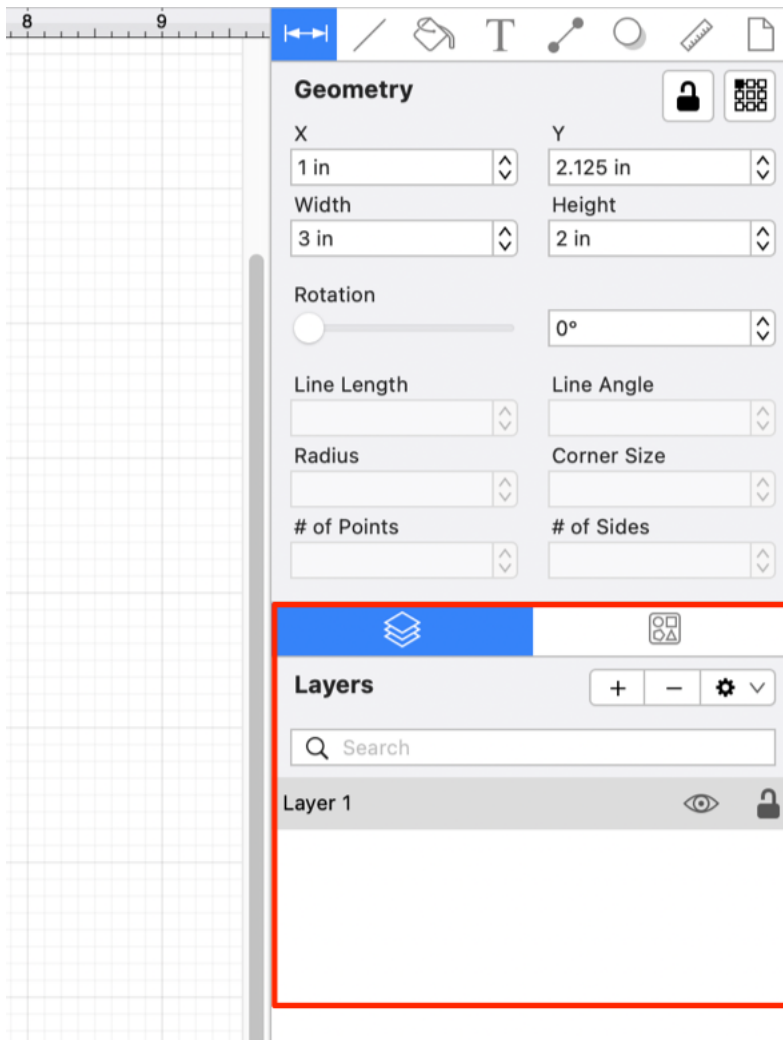 8 9
T
Geometry
X Y
1 in 2.125 in
Width Height
3 in 2 in
Rotation
0°
Line Length Line Angle
Radius Corner Size
# of Points # of Sides
Layers + −
Search
Layer 1